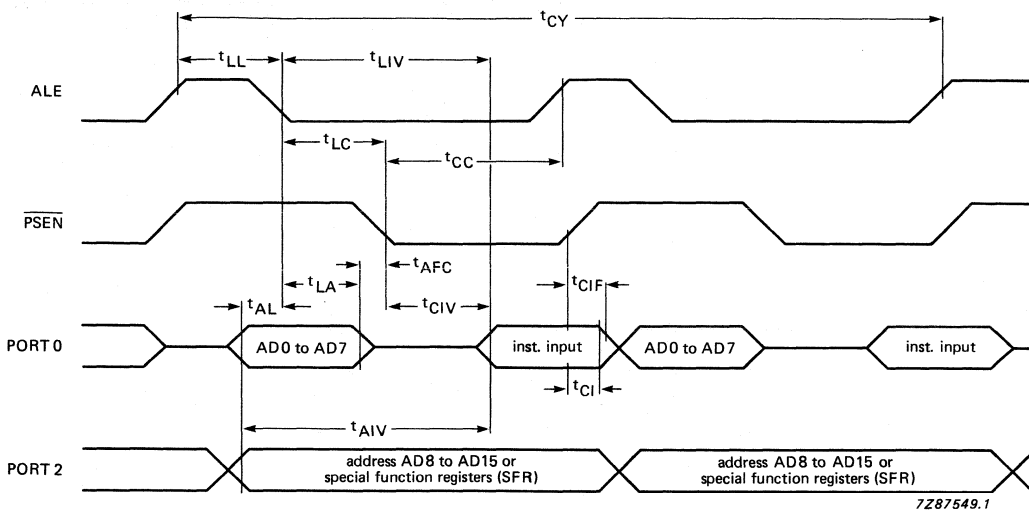 tCY
tLL
tLIV
ALE
tLC
tCC
PSEN
tAFC
tLA
tCIF
tAL
tCIV
PORT 0
AD0 to AD7
inst. input
AD0 to AD7
inst. input
tCI
tAIV
PORT 2
address AD8 to AD15 or
special function registers (SFR)
address AD8 to AD15 or
special function registers (SFR)
7Z87549.1